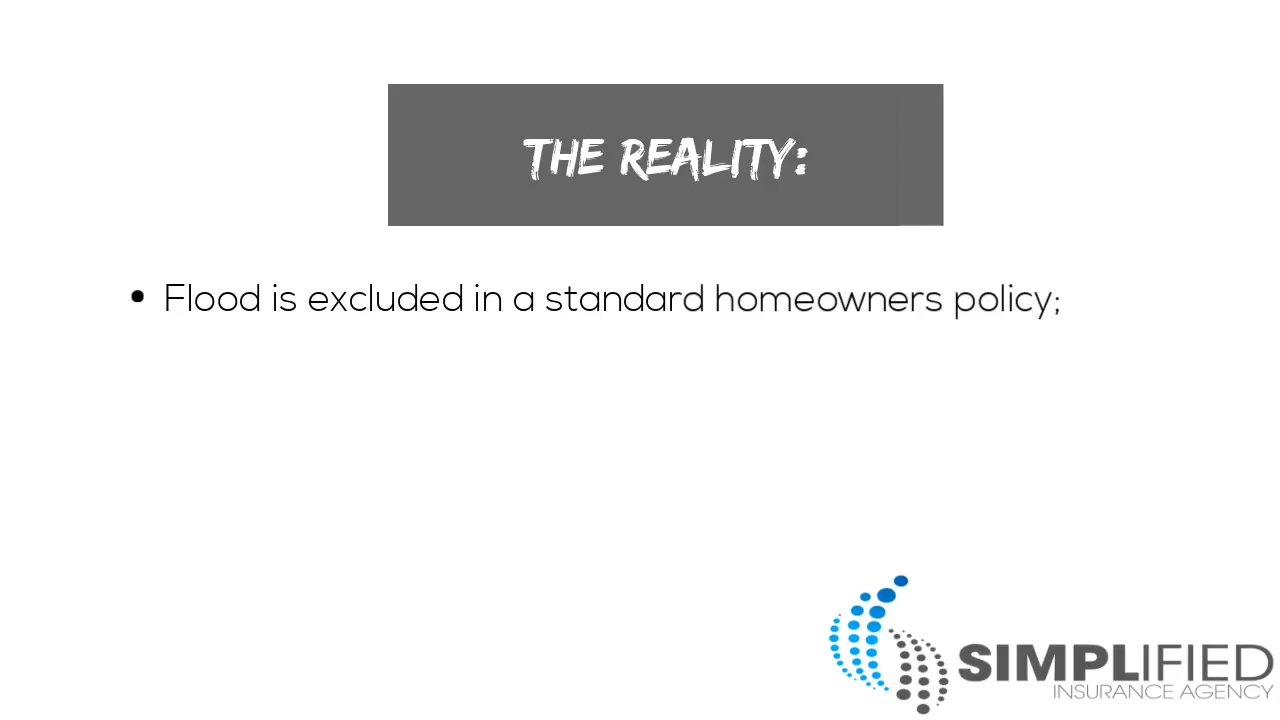 THE REALITY:
• Flood is excluded in a standard homeowners policy;
SIMPLIFIED
INSURANCE AGENCY